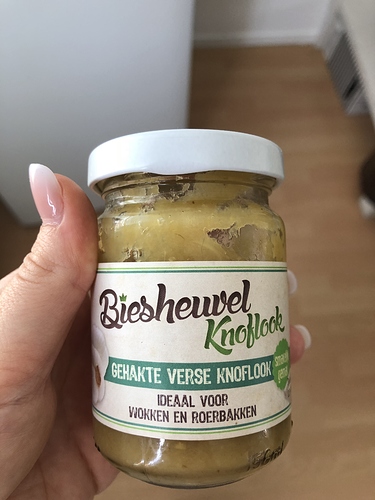 Biesheuvel
Knoflook
GEHAKTE VERSE KNOFLOOK
IDEAAL VOOR
WOKKEN EN ROERBAKKEN